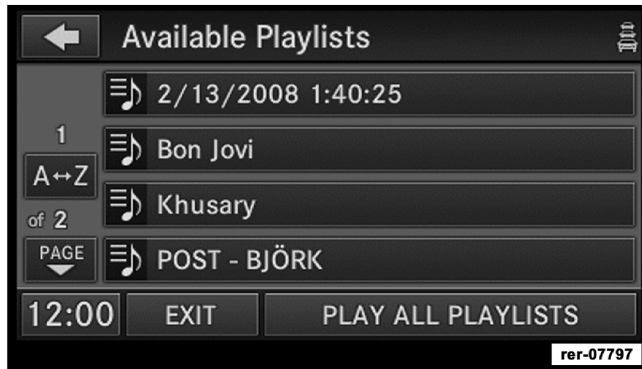 Available Playlists
2/13/2008 1:40:25
1
Bon Jovi
A↔Z
Khusary
of 2
PAGE
POST - BJÖRK
12:00 EXIT PLAY ALL PLAYLISTS
rer-07797